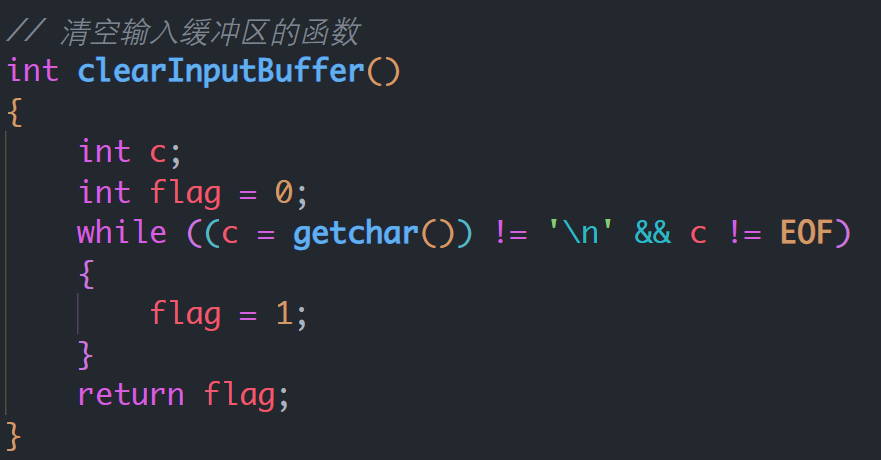 // 清空输入缓冲区的函数
int clearInputBuffer()
{
    int c;
    int flag = 0;
    while ((c = getchar()) != '\n' && c != EOF)
    {
        flag = 1;
    }
    return flag;
}